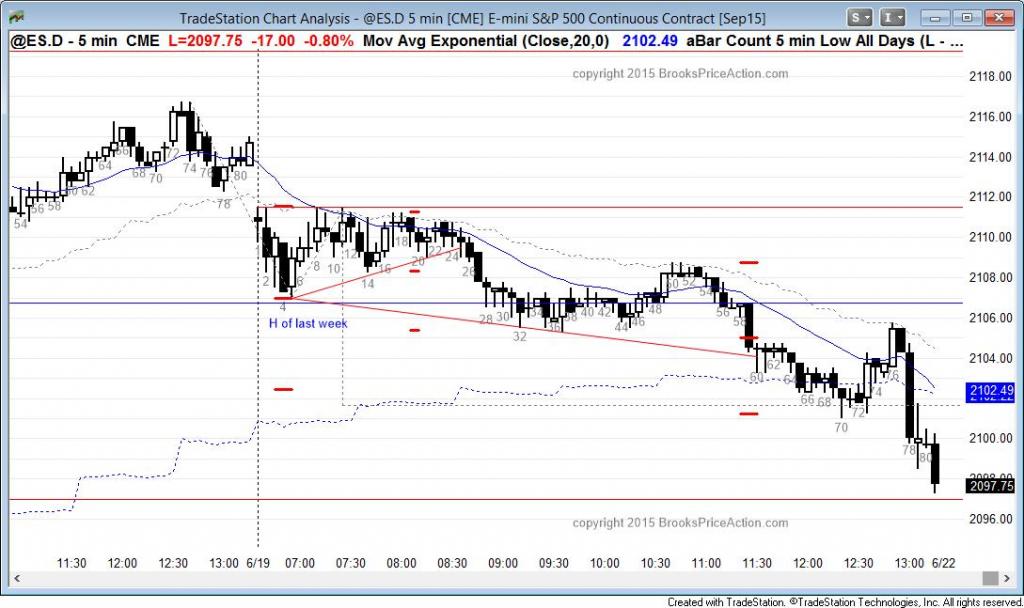 TradeStation Chart Analysis - @ES.D 5 min [CME] E-mini S&P 500 Continuous Contract [Sep15]
S I
@ES.D - 5 min CME L=2097.75 -17.00 -0.80% Mov Avg Exponential (Close,20,0) 2102.49 aBar Count 5 min Low All Days (L - ...
copyright 2015 BrooksPriceAction.com
2118.00
2116.00
2114.00
2112.00
2110.00
2108.00
2106.00
2104.00
2102.49
2100.00
2097.75
2096.00
54 56 58 62 64 68 70 72 74 76 78 80
2 4 6 8 10 12 14 16 18 20 22 24 26 28 30 32 34 36 38 40 42 44 46 48 50 52 54 56 58 60 62 64 66 68 70 72 74 76 78 80
H of last week
copyright 2015 BrooksPriceAction.com
11:30 12:00 12:30 13:00 6/19 07:00 07:30 08:00 08:30 09:00 09:30 10:00 10:30 11:00 11:30 12:00 12:30 13:00 6/22
Created with TradeStation. ©TradeStation Technologies, Inc. All rights reserved.